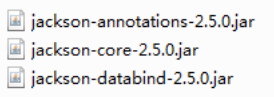 jackson-annotations-2.5.0.jar
jackson-core-2.5.0.jar
jackson-databind-2.5.0.jar